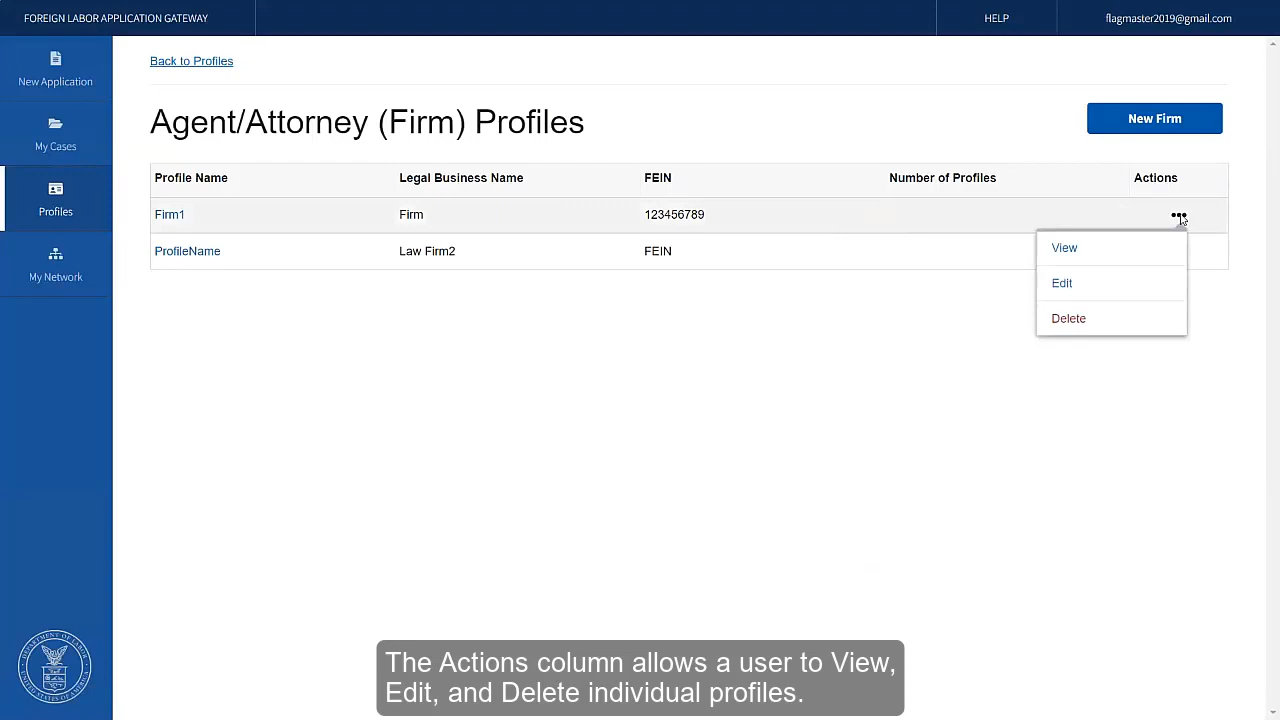 FOREIGN LABOR APPLICATION GATEWAY
HELP
flagmaster2019@gmail.com
New Application
My Cases
Profiles
My Network
Back to Profiles
Agent/Attorney (Firm) Profiles
New Firm
Profile Name Legal Business Name FEIN Number of Profiles Actions
Firm1 Firm 123456789
ProfileName Law Firm2 FEIN
View
Edit
Delete
The Actions column allows a user to View,
Edit, and Delete individual profiles.